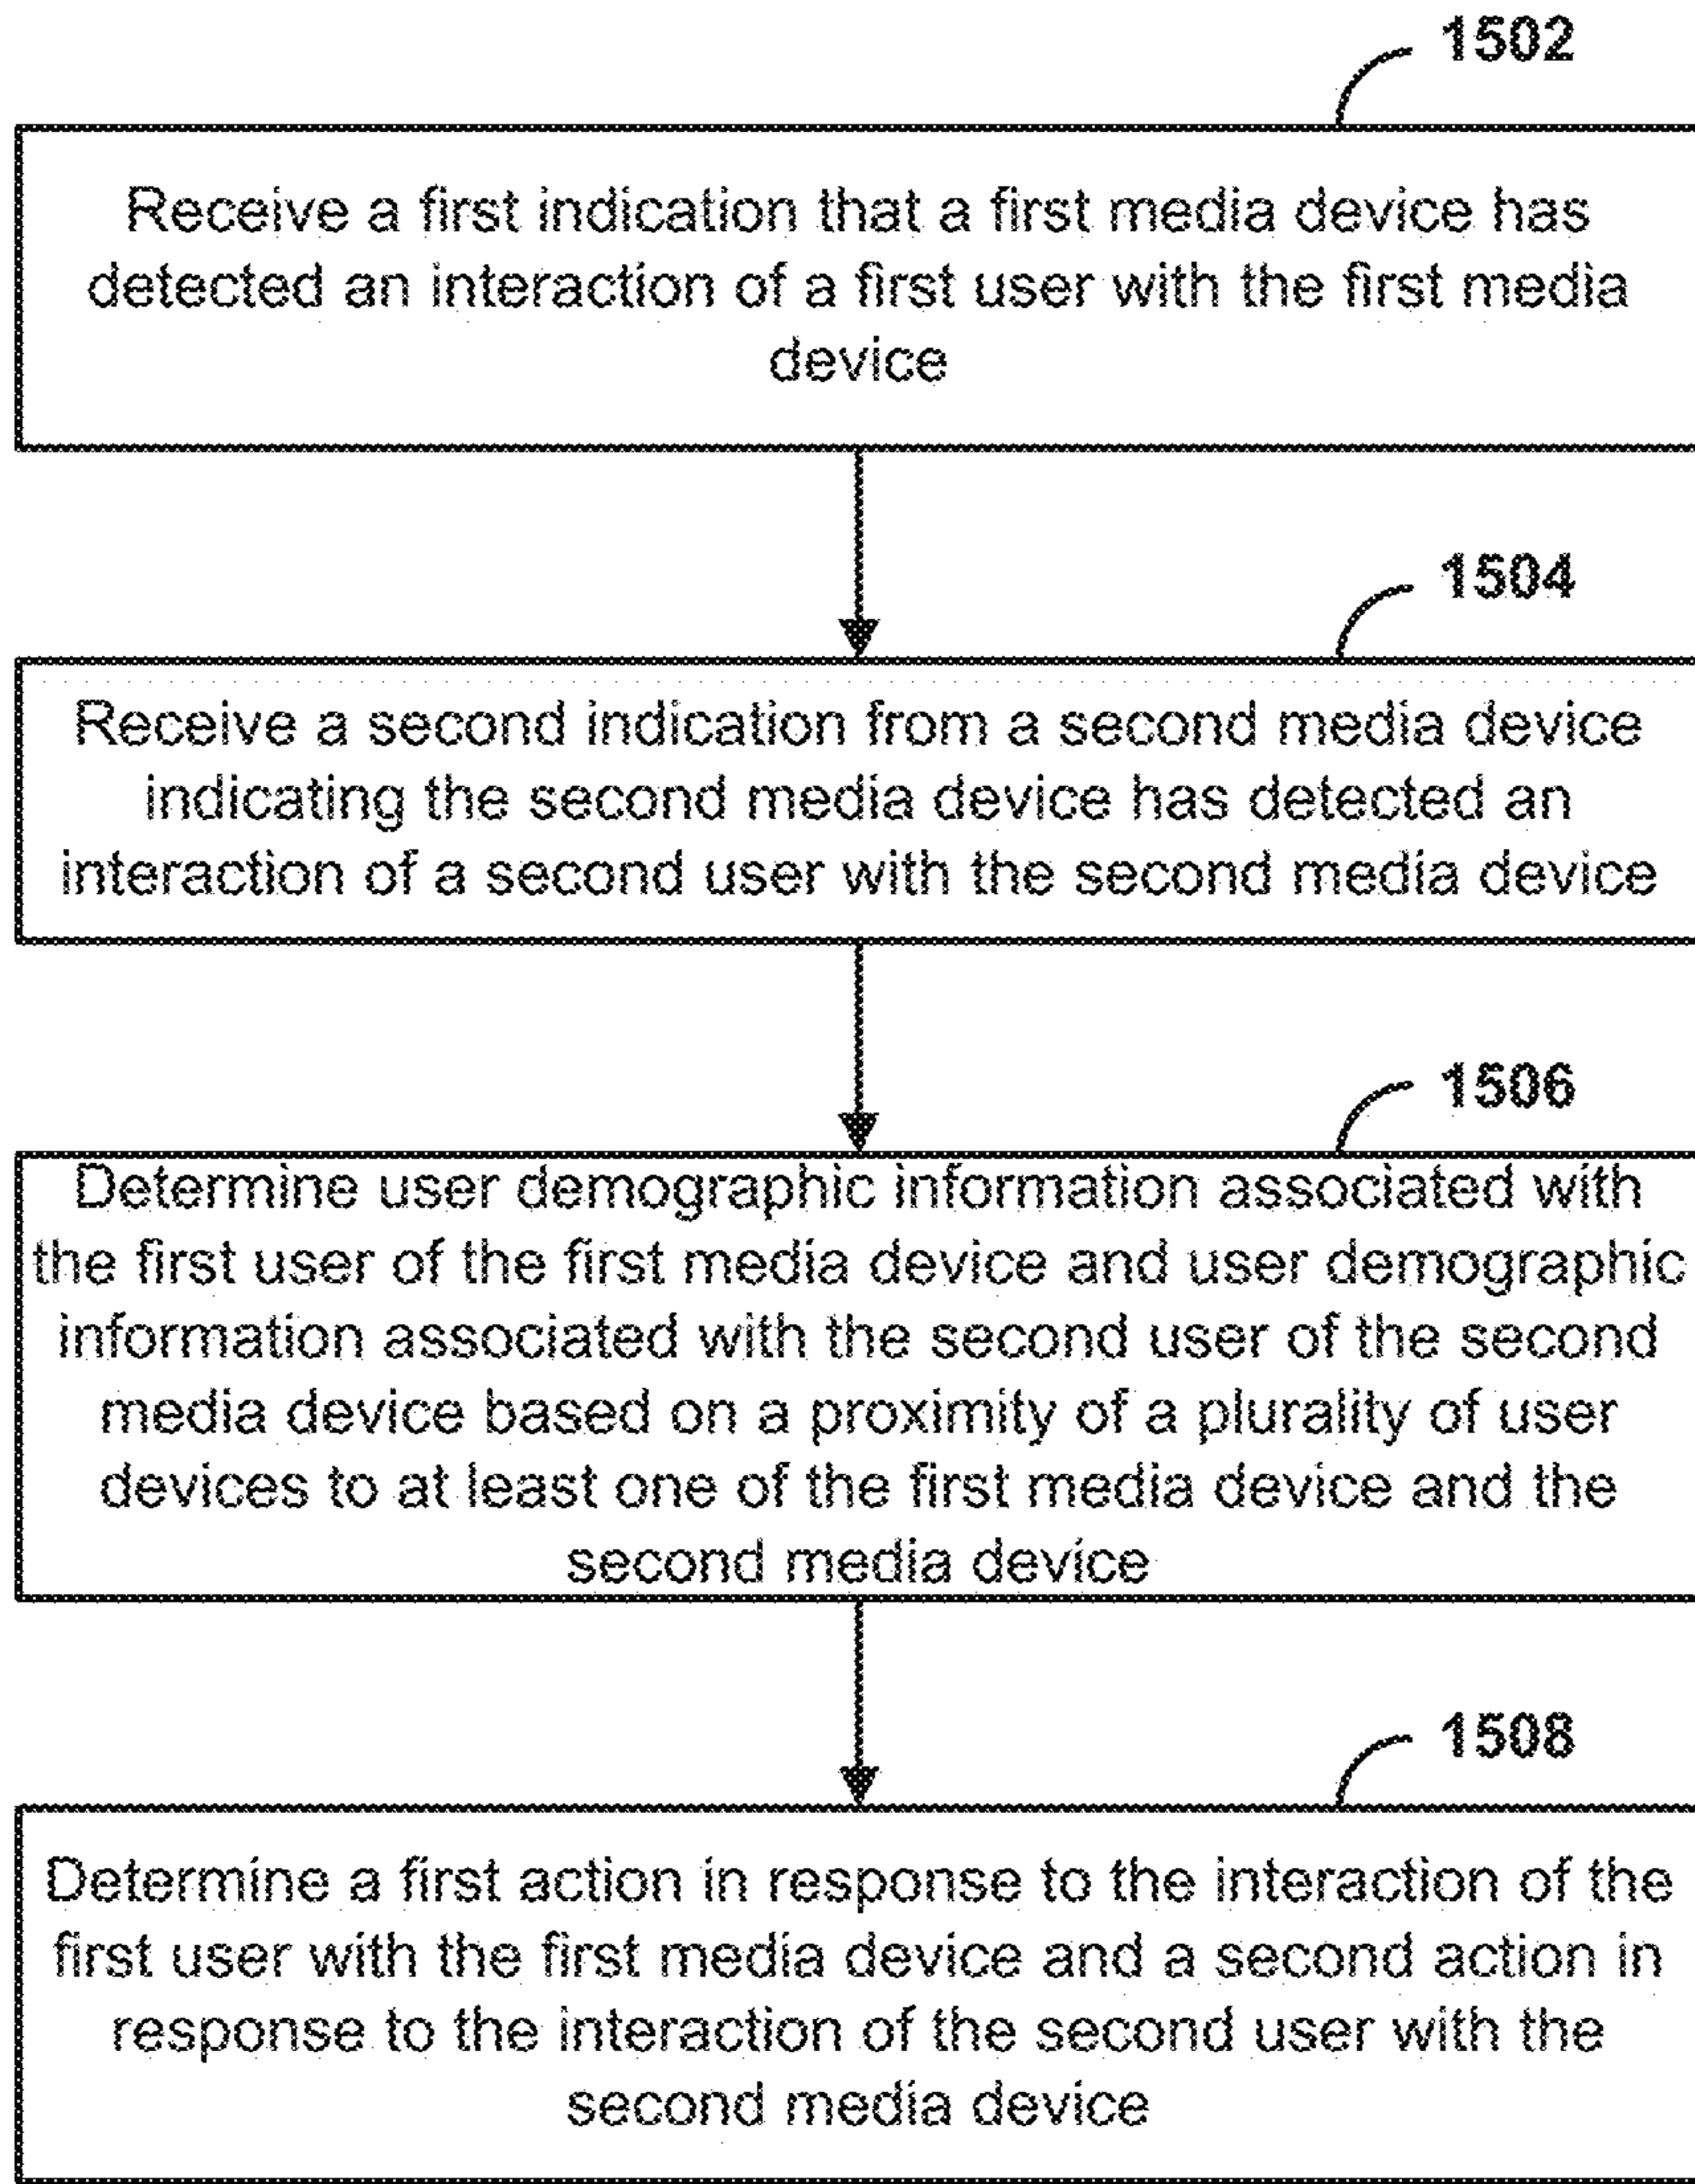 1502
Receive a first indication that a first media device has
detected an interaction of a first user with the first media
device
1504
Receive a second indication from a second media device
indicating the second media device has detected an
interaction of a second user with the second media device
1506
Determine user demographic information associated with
the first user of the first media device and user demographic
information associated with the second user of the second
media device based on a proximity of a plurality of user
devices to at least one of the first media device and the
second media device
1508
Determine a first action in response to the interaction of the
first user with the first media device and a second action in
response to the interaction of the second user with the
second media device